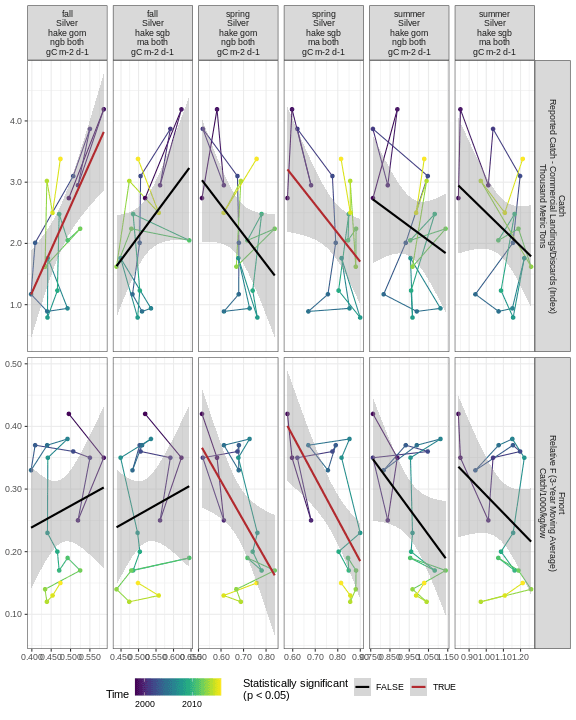 fall
Silver
hake gom
ngb both
gC m-2 d-1
fall
Silver
hake sgb
ma both
gC m-2 d-1
spring
Silver
hake gom
ngb both
gC m-2 d-1
spring
Silver
hake sgb
ma both
gC m-2 d-1
summer
Silver
hake gom
ngb both
gC m-2 d-1
summer
Silver
hake sgb
ma both
gC m-2 d-1
4.0
3.0
2.0
1.0
Catch
Reported Catch - Commercial Landings/Discards (Index)
Thousand Metric Tons
0.50
0.40
0.30
0.20
0.10
Fmort
Relative F (3-Year Moving Average)
Catch/1000/kg/tow
0.400 0.450 0.500 0.550
0.450 0.500 0.550 0.600 0.650
0.60 0.70 0.80
0.60 0.70 0.80 0.90
0.750 0.850 0.950 1.050 1.150
0.90 1.00 1.10 1.20
Time
2000 2010
Statistically significant
(p < 0.05)
FALSE
TRUE